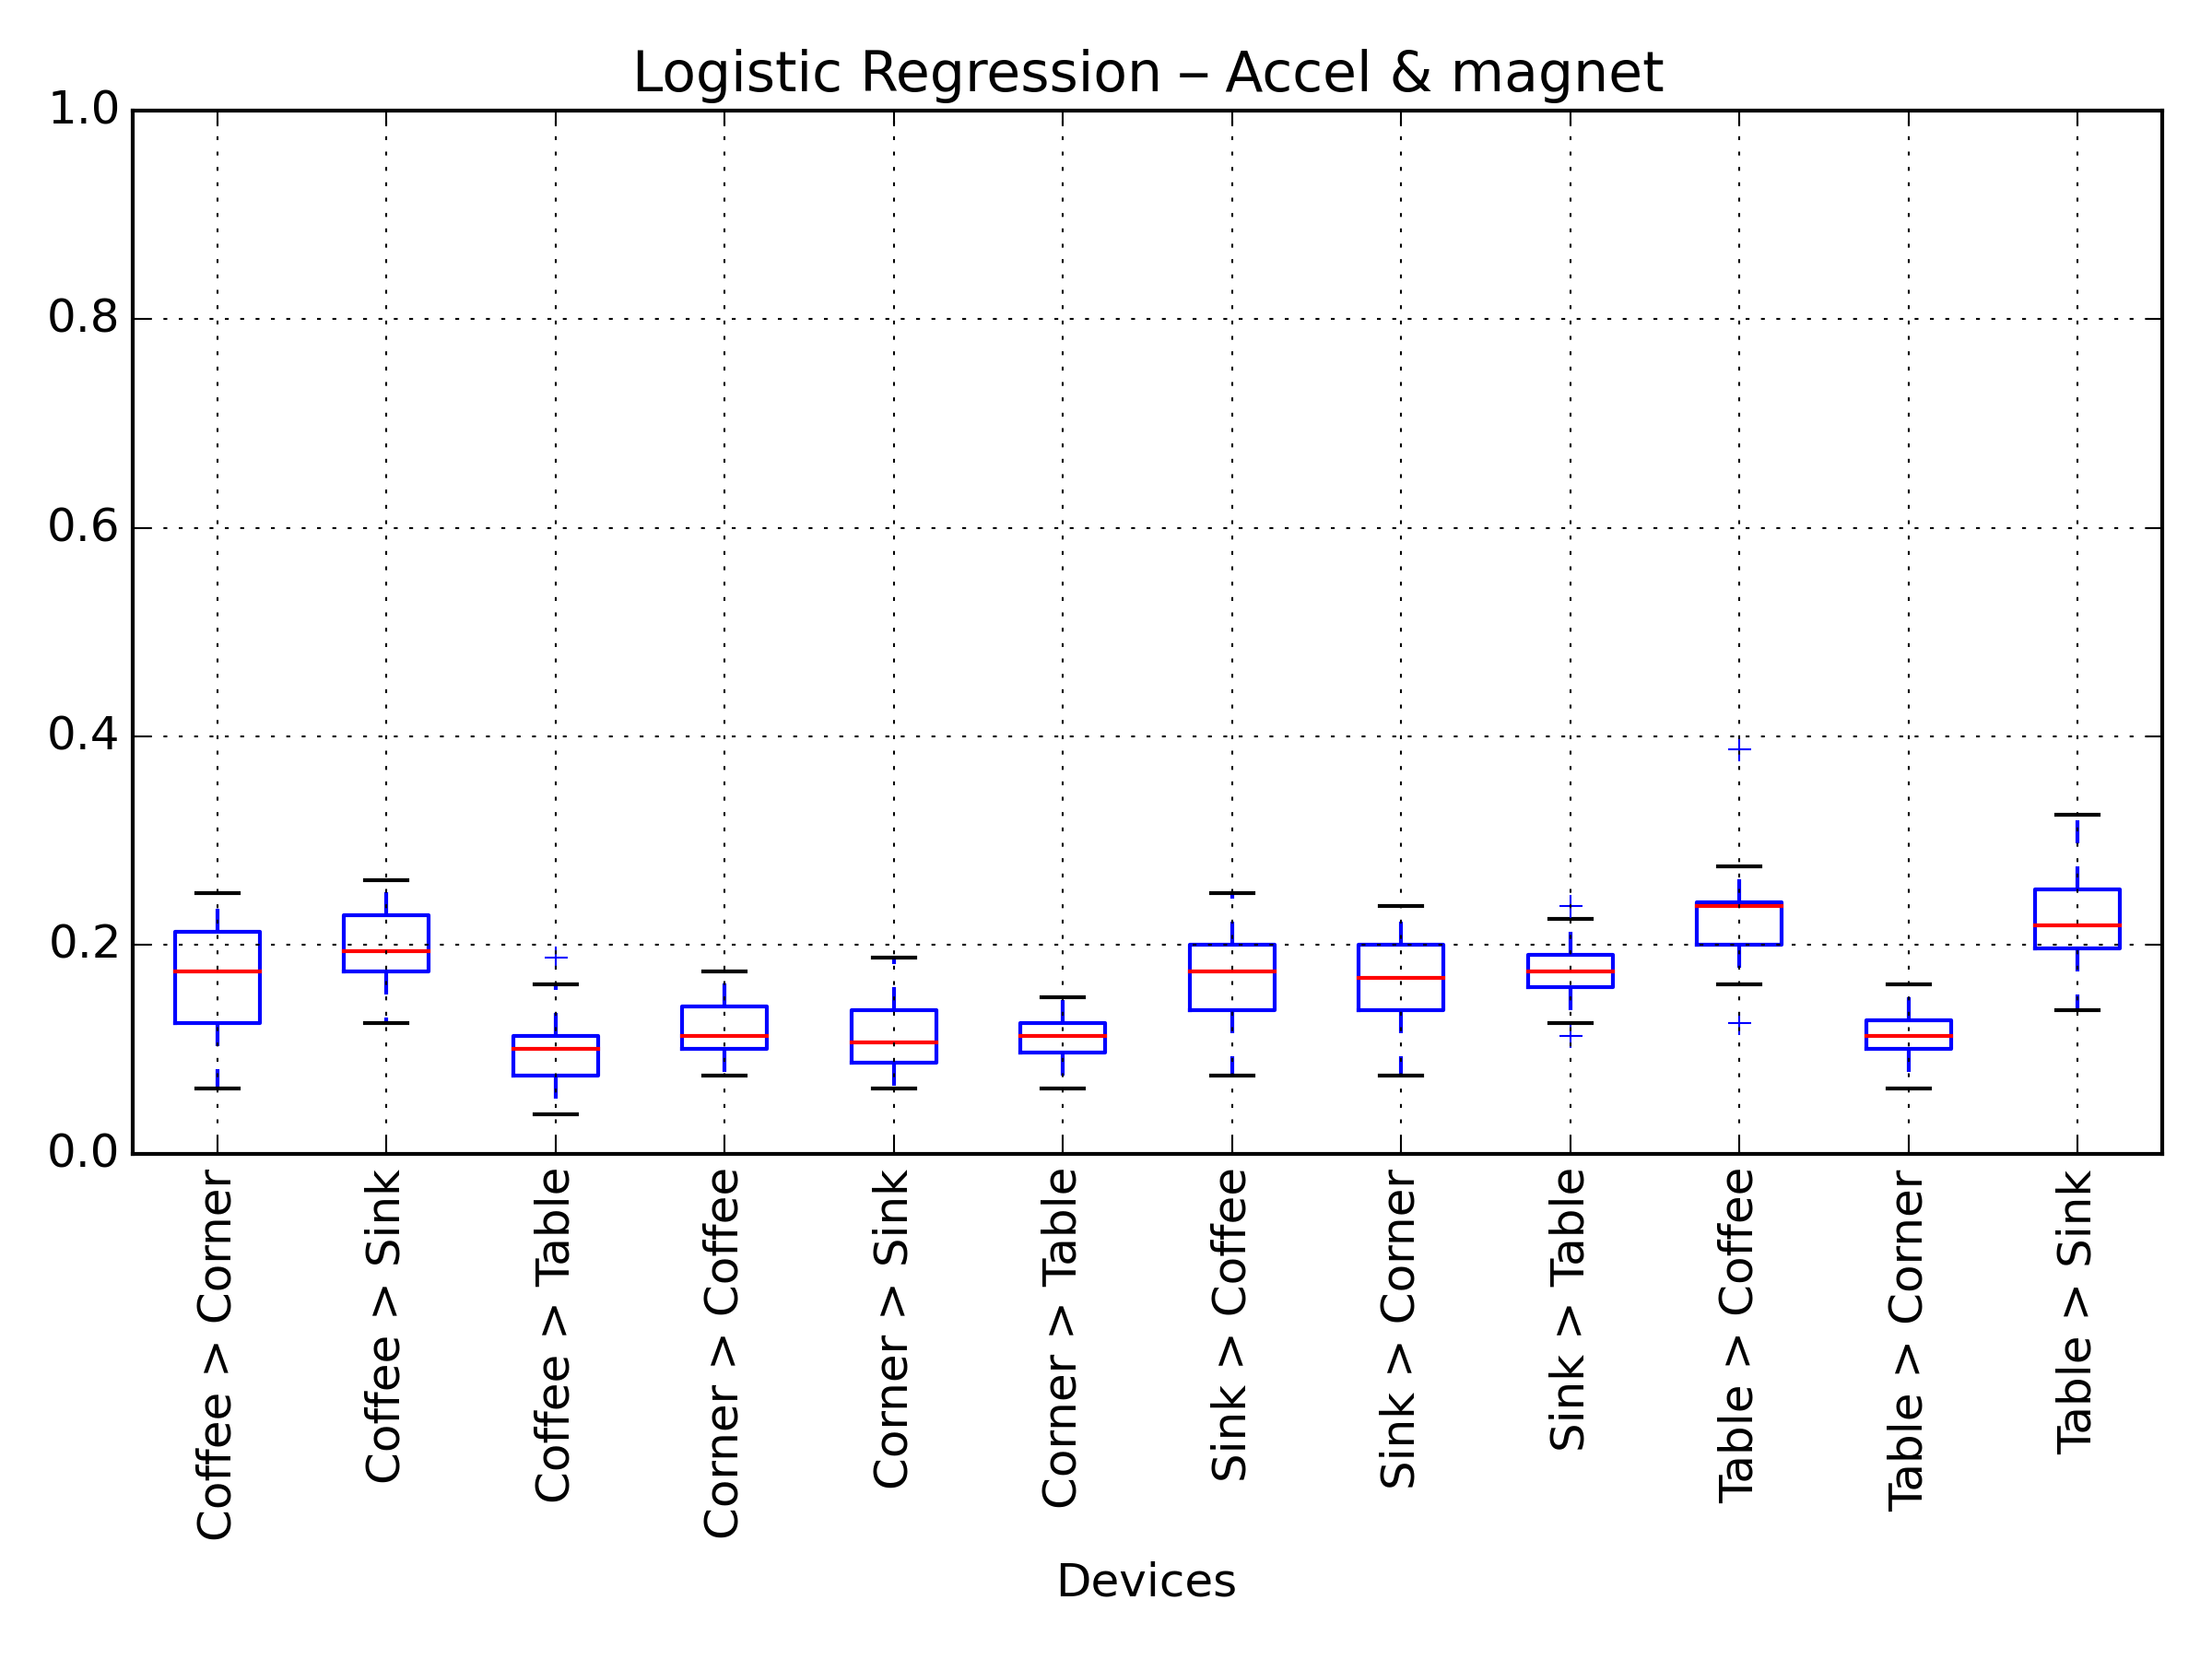 Logistic Regression – Accel & magnet
1.0
0.8
0.6
0.4
0.2
0.0
Coffee > Corner
Coffee > Sink
Coffee > Table
Corner > Coffee
Corner > Sink
Corner > Table
Sink > Coffee
Sink > Corner
Sink > Table
Table > Coffee
Table > Corner
Table > Sink
Devices